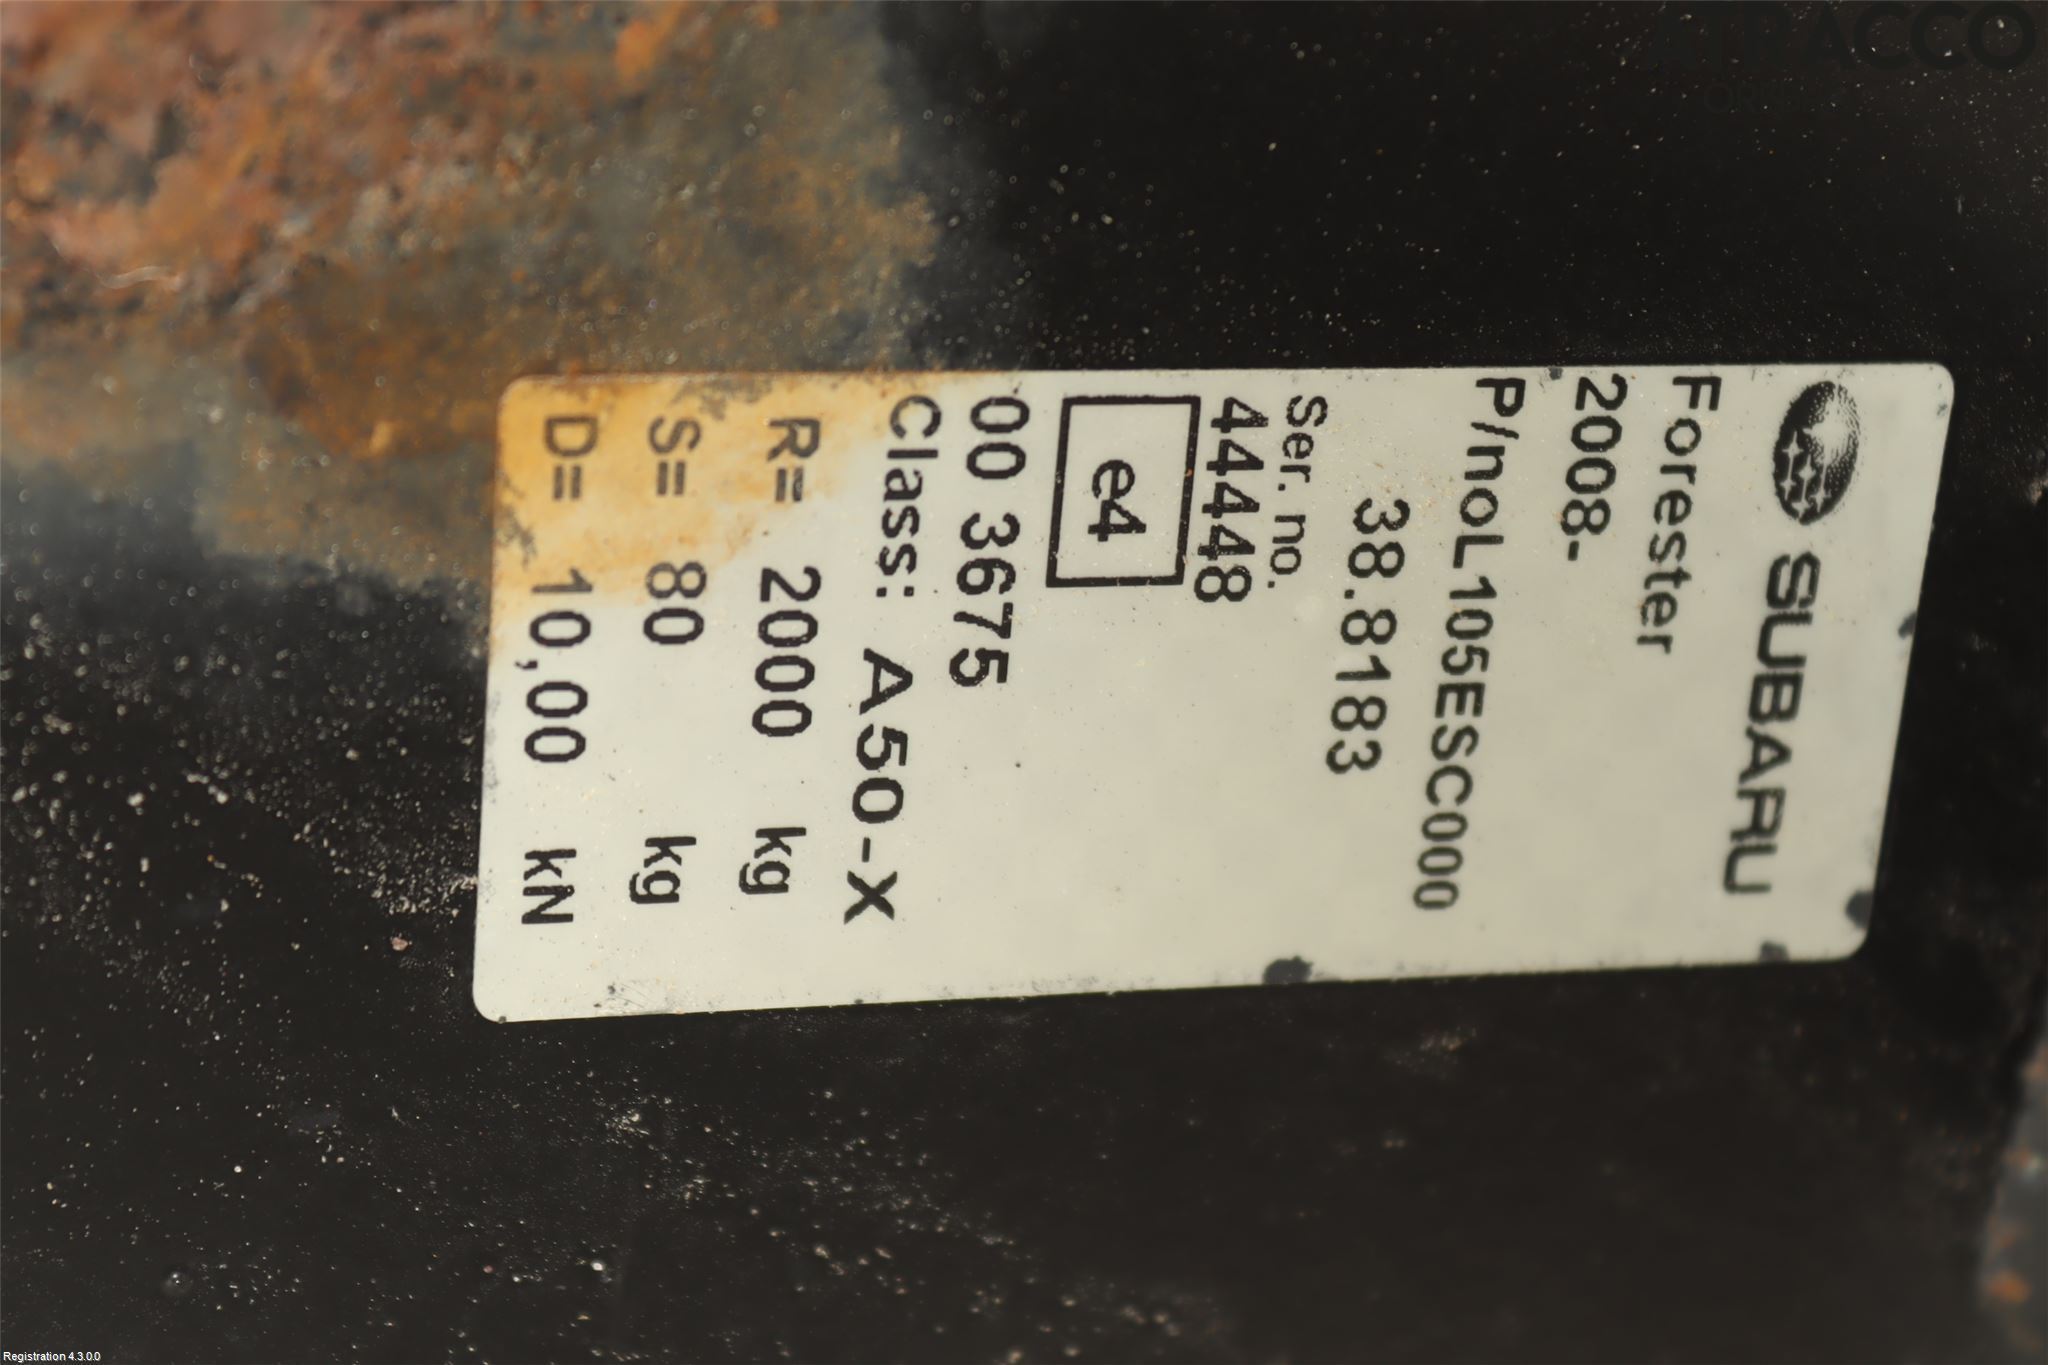 SUBARU
Forester
2008-
P/noL105ESC000
38.8183
Ser. no.
44448
e4
00 3675
Class: A50-X
R= 2000 kg
S= 80 kg
D= 10,00 kN
ATRACCO
Registration 4.3.0.0